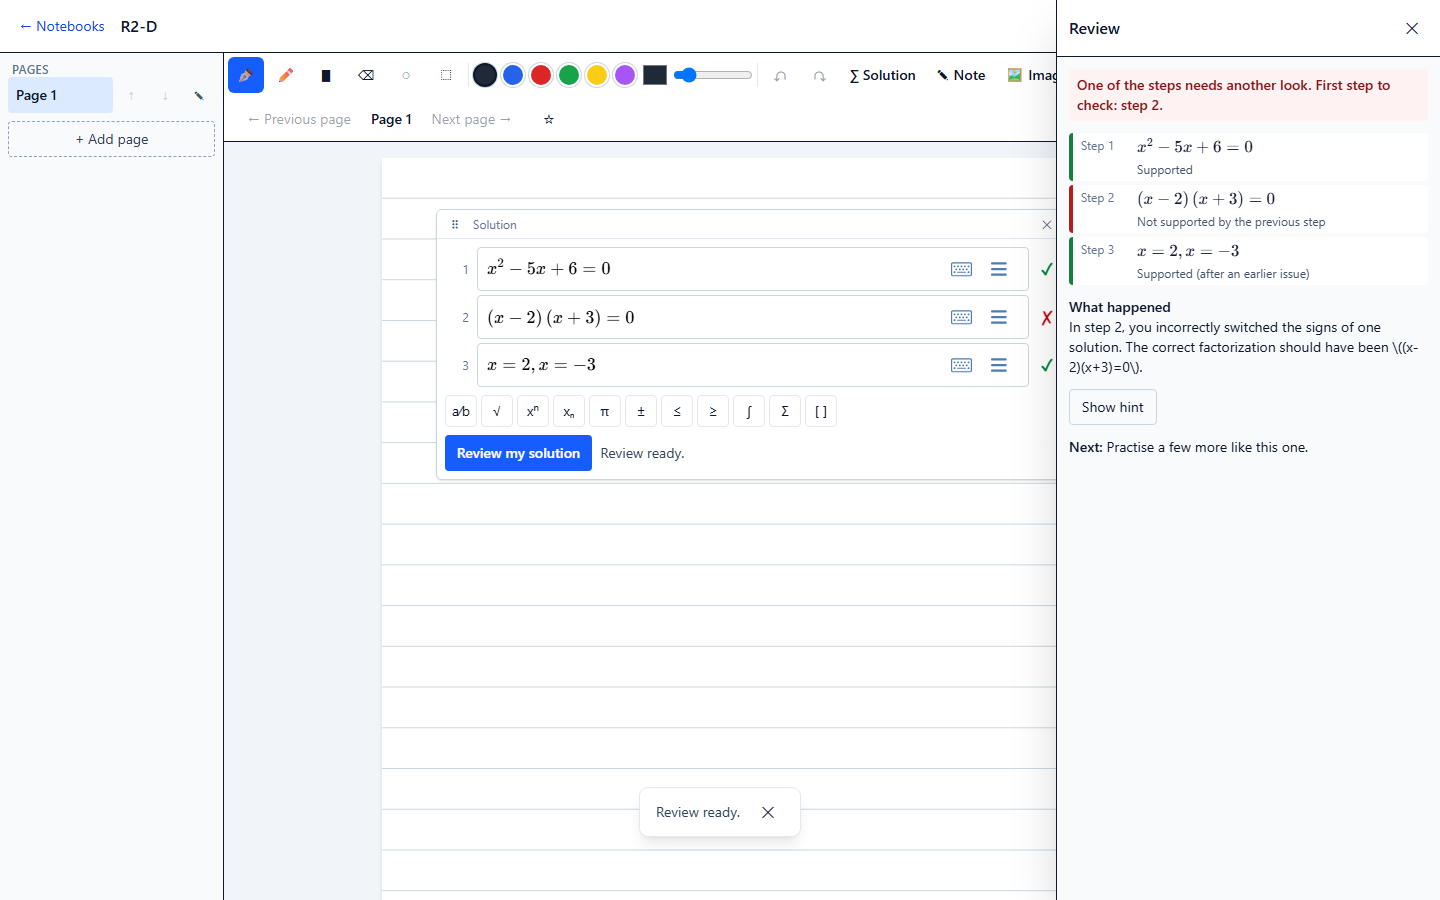 ← Notebooks R2-D
PAGES
Page 1 ↑ ↓
+ Add page
∑ Solution Note Imag
← Previous page Page 1 Next page → ☆
Solution
1 x² − 5x + 6 = 0
2 (x − 2)(x + 3) = 0 ✗
3 x = 2, x = −3 ✓
a/b √ xⁿ xₙ π ± ≤ ≥ ∫ Σ [ ]
Review my solution Review ready.
Review ready.
Review
One of the steps needs another look. First step to
check: step 2.
Step 1 x² − 5x + 6 = 0
Supported
Step 2 (x − 2)(x + 3) = 0
Not supported by the previous step
Step 3 x = 2, x = −3
Supported (after an earlier issue)
What happened
In step 2, you incorrectly switched the signs of one
solution. The correct factorization should have been \((x-
2)(x+3)=0\).
Show hint
Next: Practise a few more like this one.